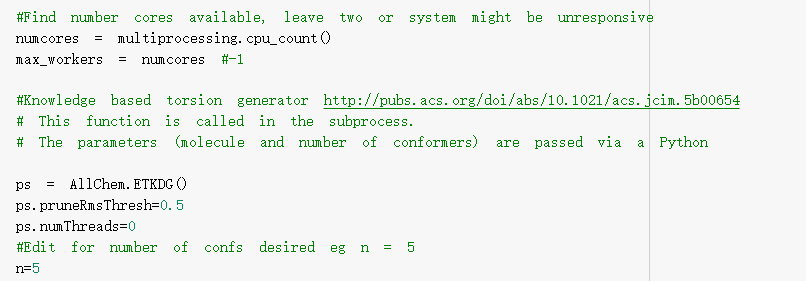 #Find number cores available, leave two or system might be unresponsive
numcores = multiprocessing.cpu_count()
max_workers = numcores #-1
#Knowledge based torsion generator http://pubs.acs.org/doi/abs/10.1021/acs.jcim.5b00654
# This function is called in the subprocess.
# The parameters (molecule and number of conformers) are passed via a Python
ps = AllChem.ETKDG()
ps.pruneRmsThresh=0.5
ps.numThreads=0
#Edit for number of confs desired eg n = 5
n=5